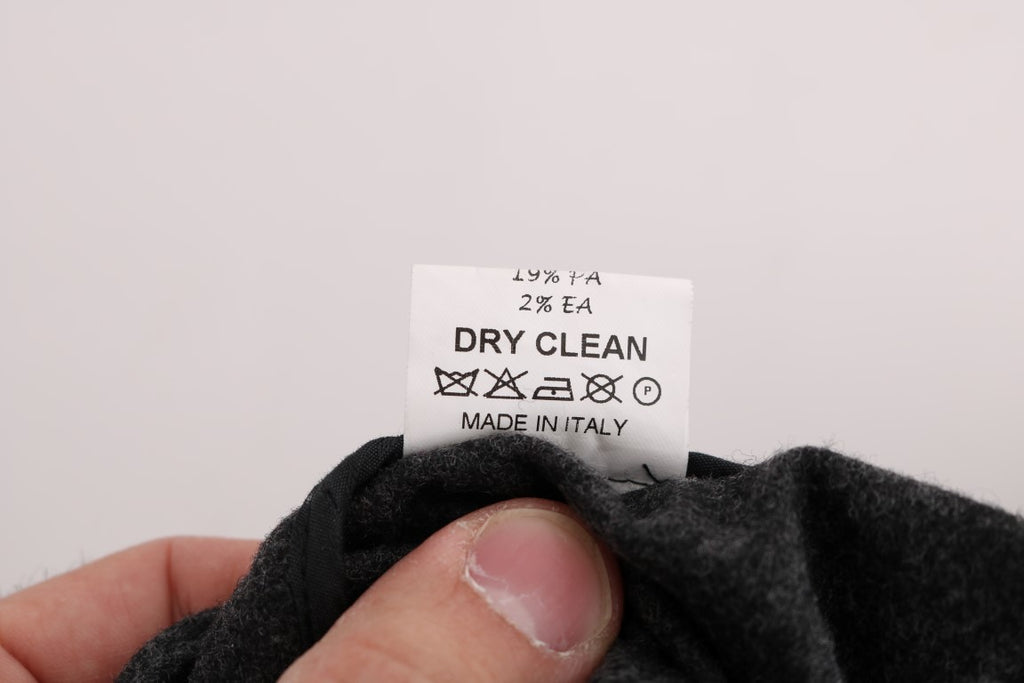 19% PA
2% EA
DRY CLEAN
P
MADE IN ITALY